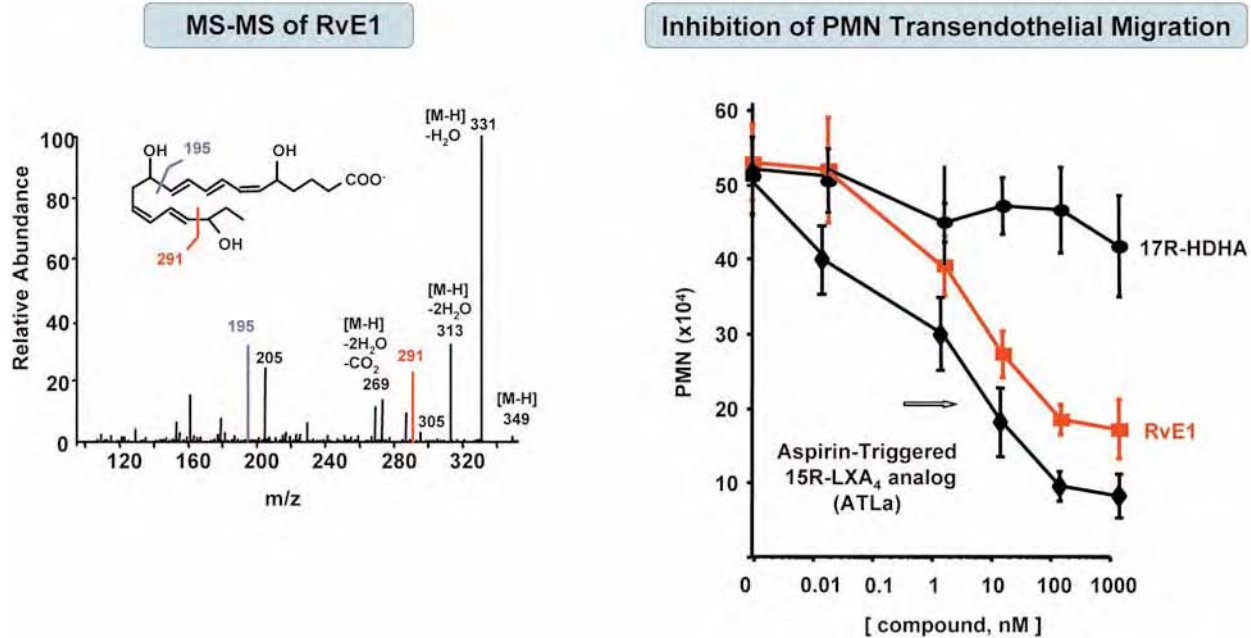 MS-MS of RvE1
Relative Abundance
100
80
60
40
20
0
120
160
200
240
280
320
m/z
OH
195
OH
COO-
OH
291
195
205
[M-H]
-2H₂O
-CO₂
269
291
305
[M-H]
-2H₂O
313
[M-H]
-H₂O
331
[M-H]
349
Inhibition of PMN Transendothelial Migration
PMN (x10⁴)
60
50
40
30
20
10
0
0.01
0.1
1
10
100
1000
[ compound, nM ]
17R-HDHA
RvE1
Aspirin-Triggered
15R-LXA₄ analog
(ATLa)